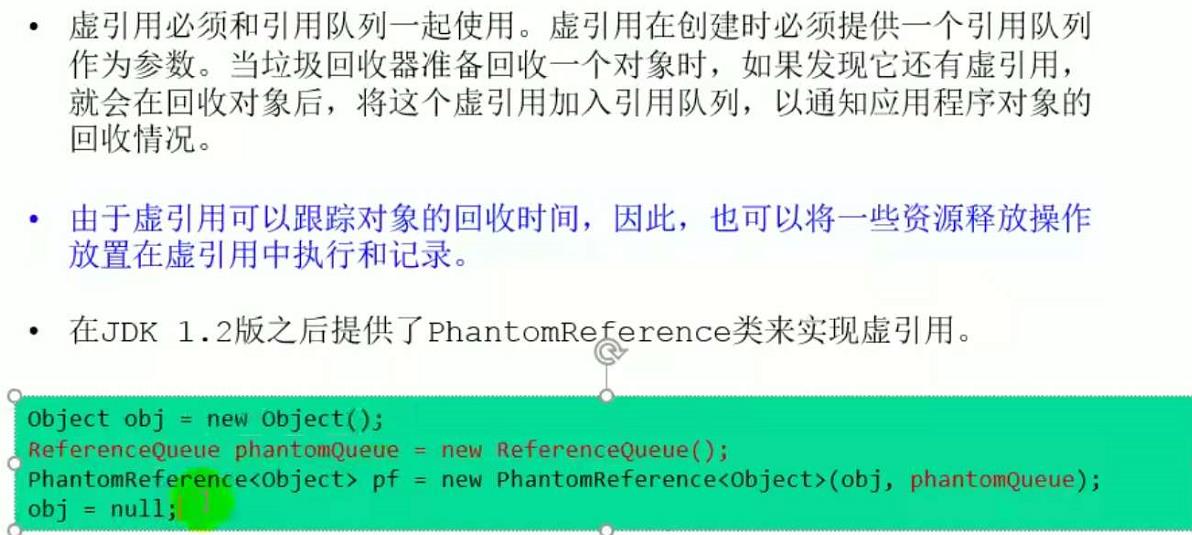 • 虚引用必须和引用队列一起使用。虚引用在创建时必须提供一个引用队列
作为参数。当垃圾回收器准备回收一个对象时，如果发现它还有虚引用，
就会在回收对象后，将这个虚引用加入引用队列，以通知应用程序对象的
回收情况。
• 由于虚引用可以跟踪对象的回收时间，因此，也可以将一些资源释放操作
放置在虚引用中执行和记录。
• 在JDK 1.2版之后提供了PhantomReference类来实现虚引用。
Object obj = new Object();
ReferenceQueue phantomQueue = new ReferenceQueue();
PhantomReference<Object> pf = new PhantomReference<Object>(obj, phantomQueue);
obj = null;